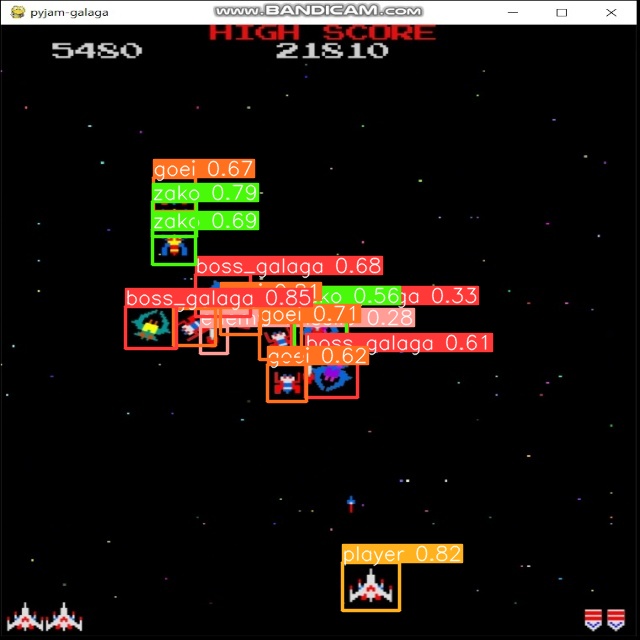 pyjam-galaga
WWW.BANDICAM.COM
HIGH SCORE
5480 21810
goei 0.67
zako 0.79
zako 0.69
boss_galaga 0.68
boss_galaga 0.85
0.56
0.33
goei 0.71
0.28
boss_galaga 0.61
goei 0.62
player 0.82